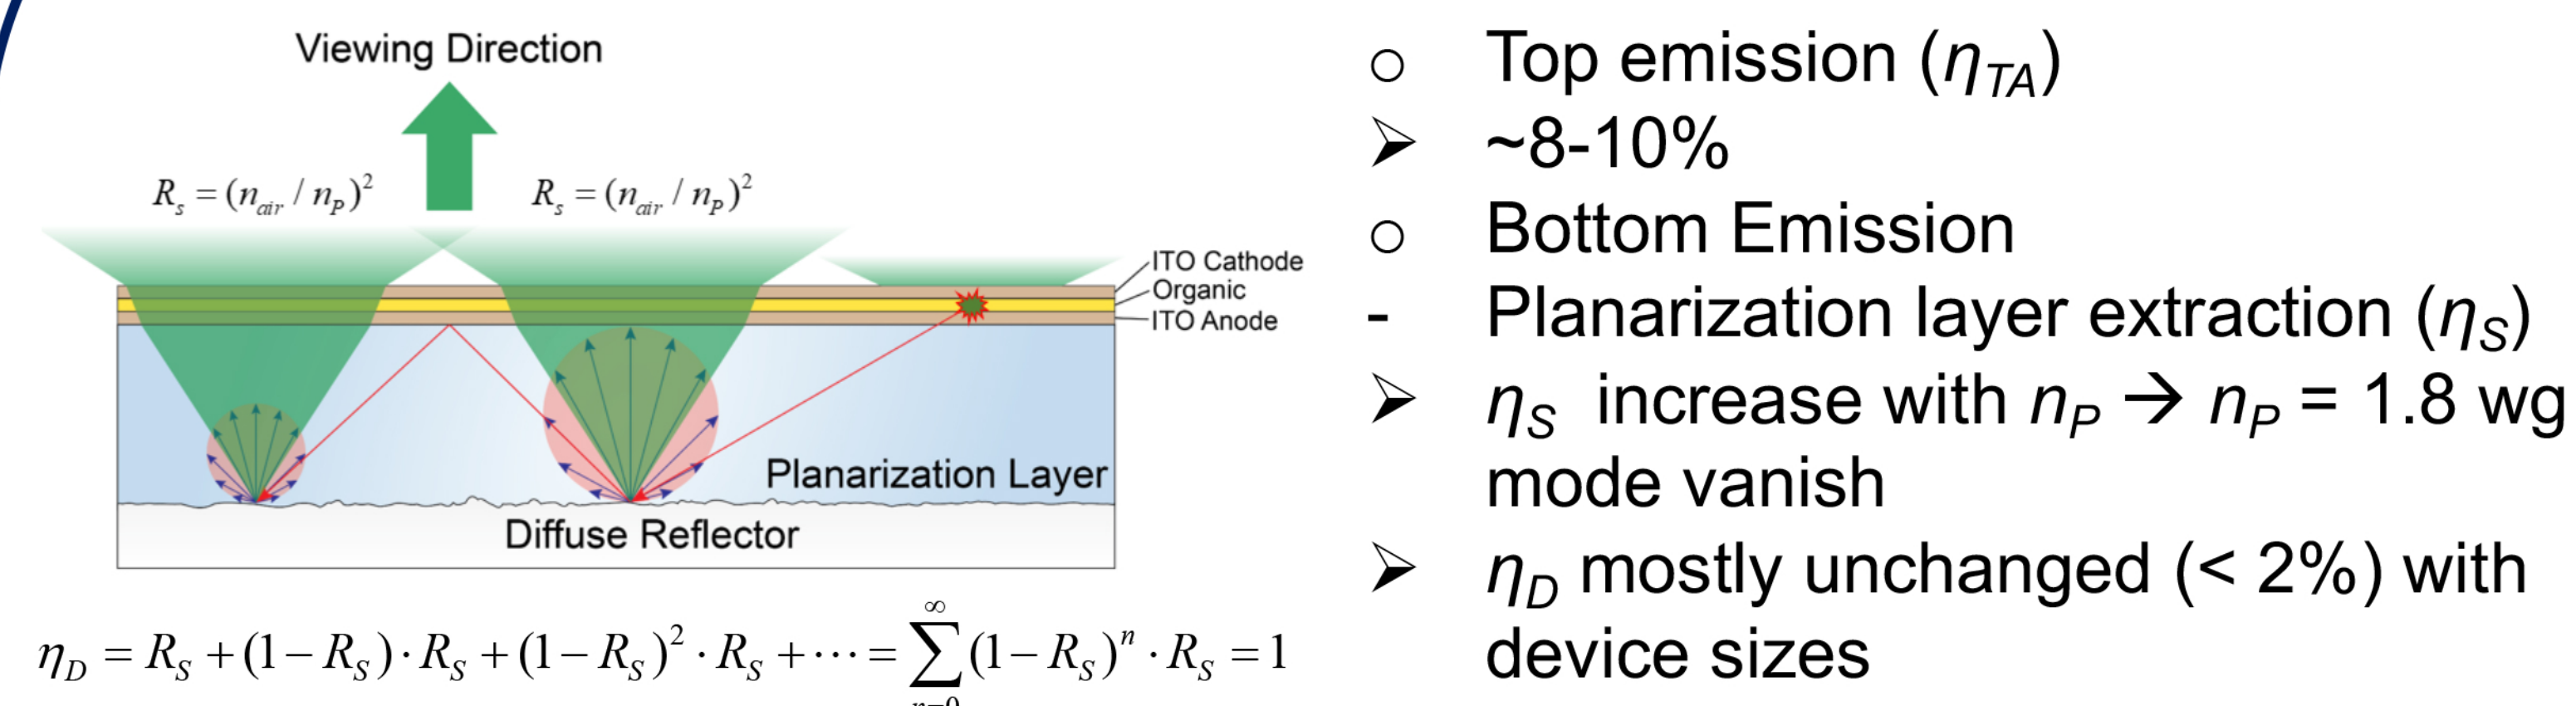 Viewing Direction
R_s = (n_air / n_P)^2
R_s = (n_air / n_P)^2
ITO Cathode
Organic
ITO Anode
Planarization Layer
Diffuse Reflector
η_D = R_S + (1 − R_S) · R_S + (1 − R_S)^2 · R_S + ··· = ∑_{n=0}^{∞} (1 − R_S)^n · R_S = 1
○ Top emission (η_TA)
➢ ~8-10%
○ Bottom Emission
- Planarization layer extraction (η_S)
➢ η_S increase with n_P → n_P = 1.8 wg
mode vanish
➢ η_D mostly unchanged (< 2%) with
device sizes